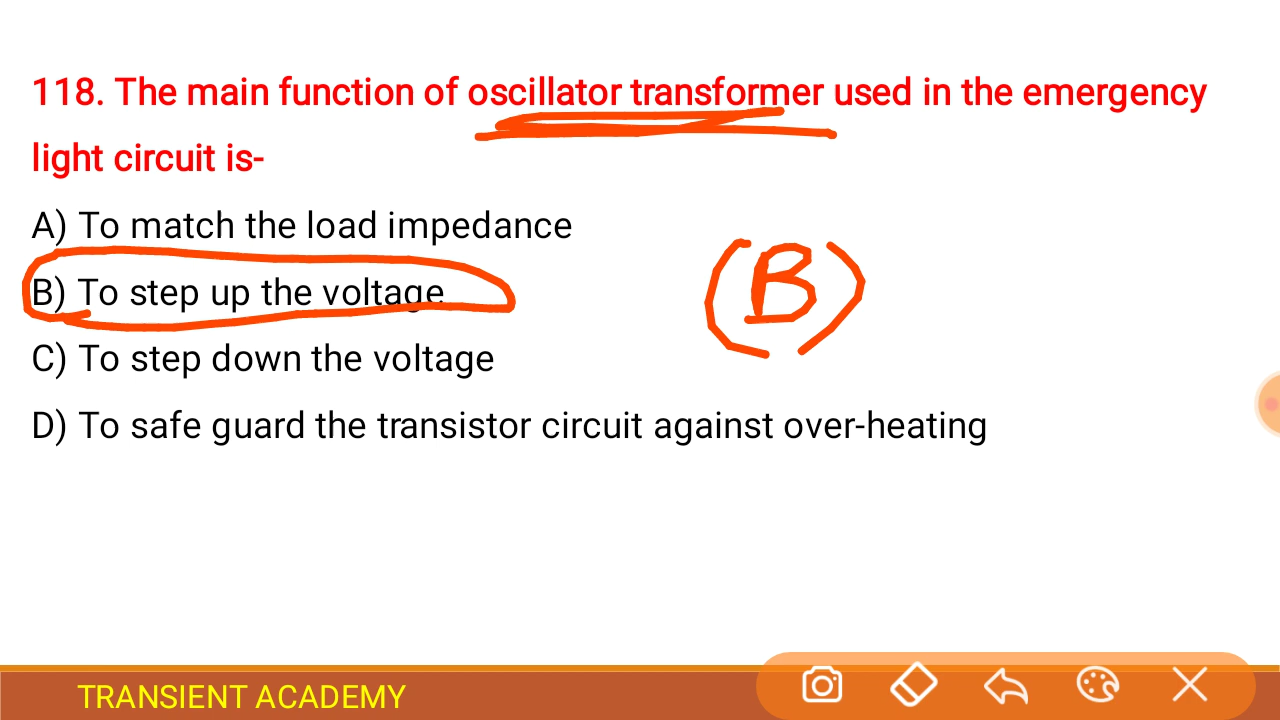 118. The main function of oscillator transformer used in the emergency
light circuit is-
A) To match the load impedance
B) To step up the voltage
(B)
C) To step down the voltage
D) To safe guard the transistor circuit against over-heating
TRANSIENT ACADEMY